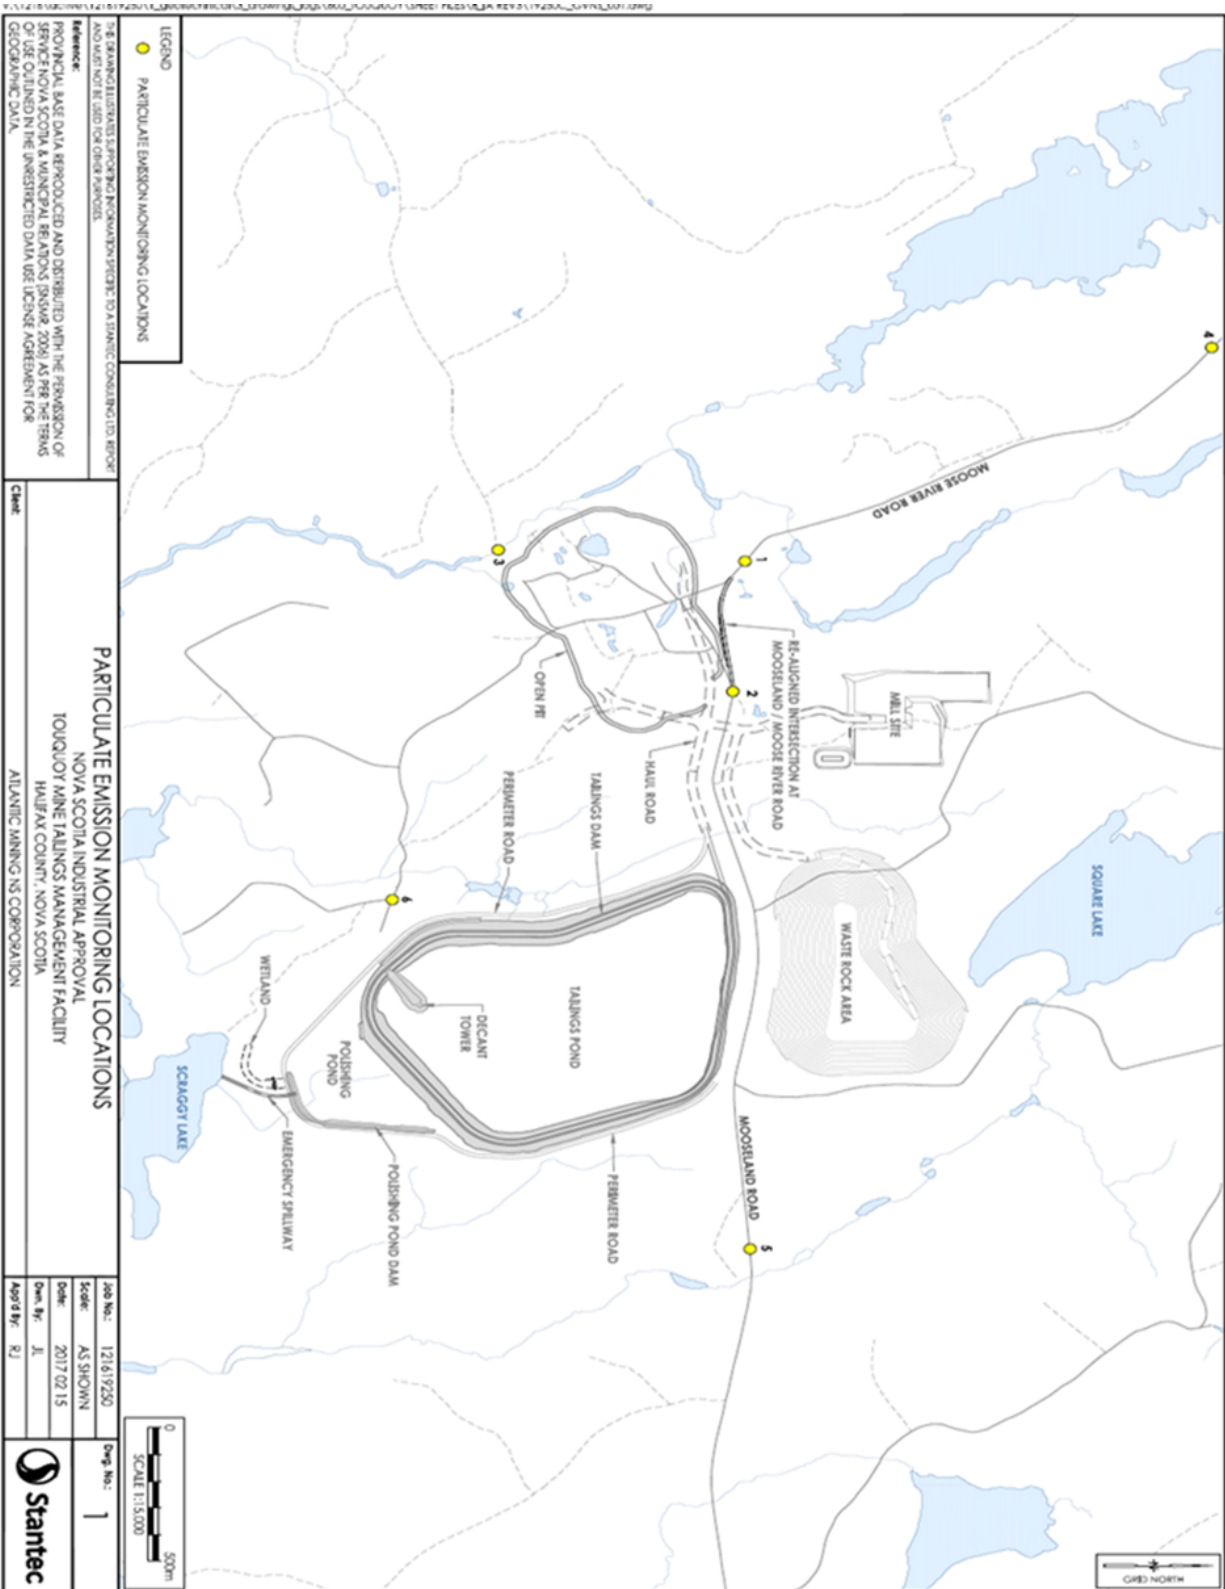 LEGEND
PARTICULATE EMISSION MONITORING LOCATIONS
THIS DRAWING ILLUSTRATES SUPPORTING INFORMATION SPECIFIC TO A STANTEC CONSULTING LTD. REPORT
AND MUST NOT BE USED FOR OTHER PURPOSES.
Reference:
PROVINCIAL BASE DATA REPRODUCED AND DISTRIBUTED WITH THE PERMISSION OF
SERVICE NOVA SCOTIA & MUNICIPAL RELATIONS (SNSMR, 2006) AS PER THE TERMS
OF USE OUTLINED IN THE UNRESTRICTED DATA USE LICENSE AGREEMENT FOR
GEOGRAPHIC DATA.
4
MOOSE RIVER ROAD
1
3
2
RE-ALIGNED INTERSECTION AT
MOOSELAND / MOOSE RIVER ROAD
MILL SITE
OPEN PIT
HAUL ROAD
TAILINGS DAM
PERIMETER ROAD
SQUARE LAKE
WASTE ROCK AREA
6
TAILINGS POND
DECANT
TOWER
WETLAND
POLISHING
POND
SCRAGGY LAKE
EMERGENCY SPILLWAY
POLISHING POND DAM
PERIMETER ROAD
MOOSELAND ROAD
5
GRID NORTH
0
500m
SCALE 1:15,000
PARTICULATE EMISSION MONITORING LOCATIONS
NOVA SCOTIA INDUSTRIAL APPROVAL
TOUQUOY MINE TAILINGS MANAGEMENT FACILITY
HALIFAX COUNTY, NOVA SCOTIA
Client:
ATLANTIC MINING NS CORPORATION
Job No.: 121619250
Scale: AS SHOWN
Date: 2017 02 15
Dwn. By: JL
App'd By: RJ
Dwg. No.:
1
Stantec